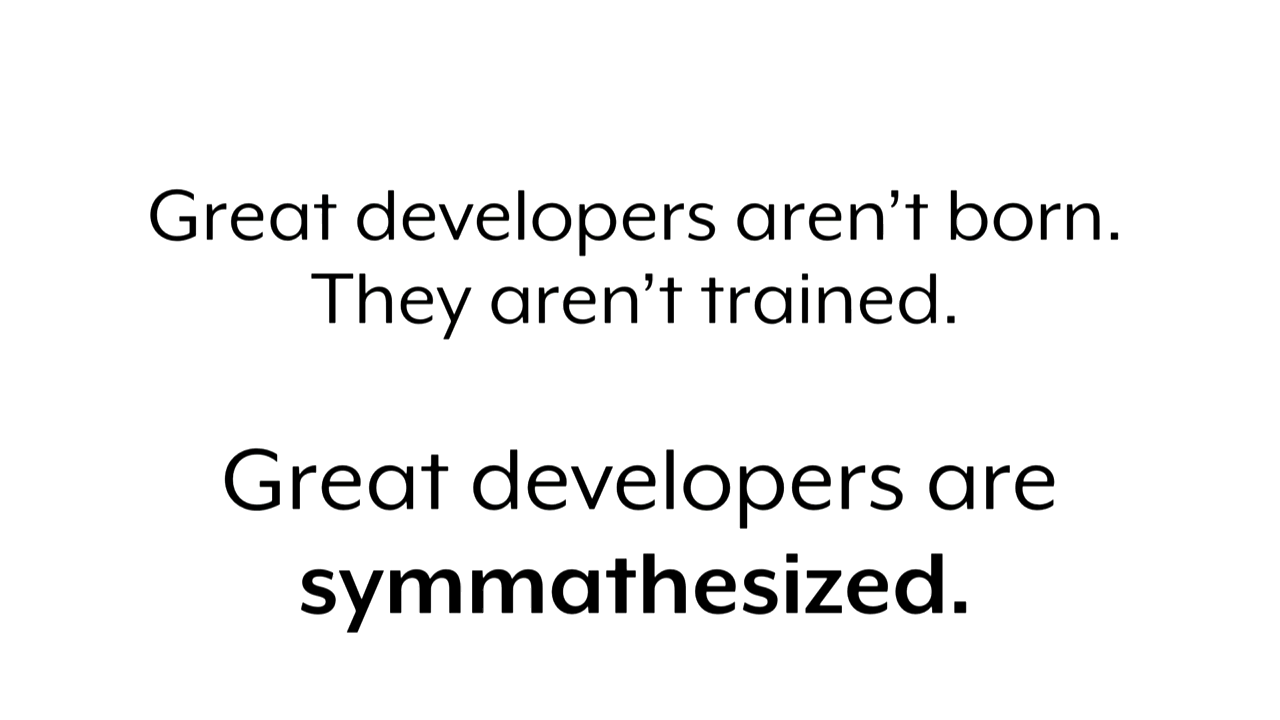 Great developers aren’t born.
They aren’t trained.
Great developers are
symmathesized.